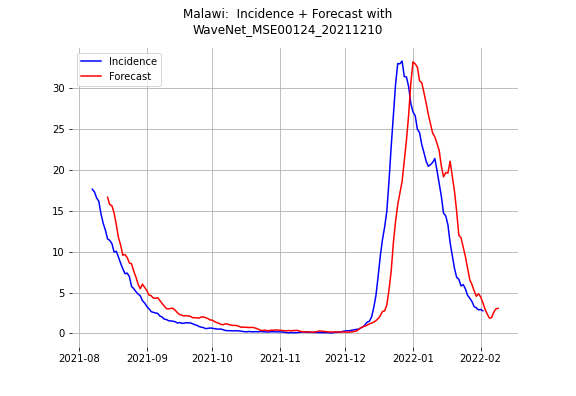 Malawi:  Incidence + Forecast with
WaveNet_MSE00124_20211210
Incidence
Forecast
30
25
20
15
10
5
0
2021-08 2021-09 2021-10 2021-11 2021-12 2022-01 2022-02